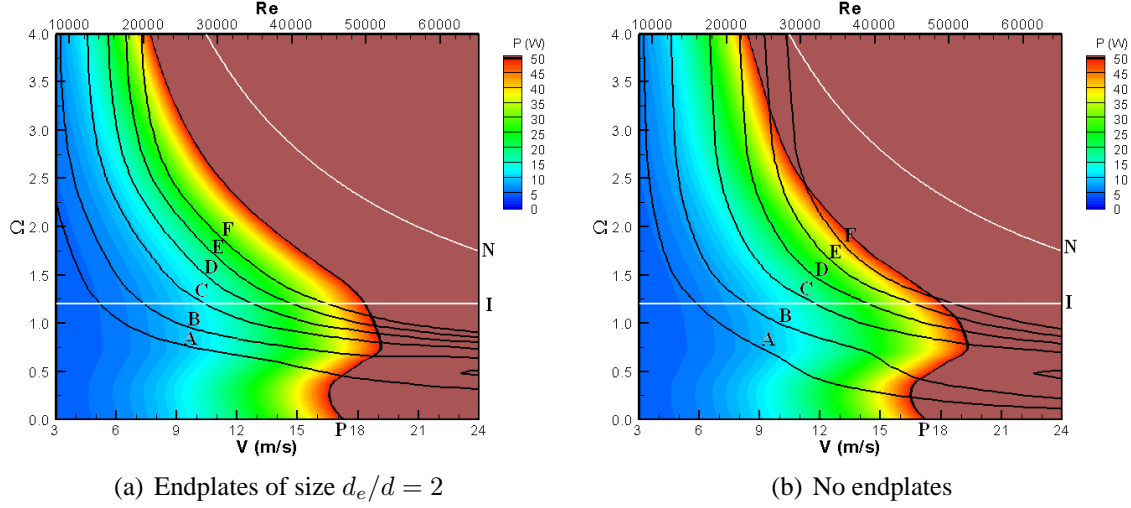 Re
10000 20000 30000 40000 50000 60000
4.0
3.5
3.0
2.5
2.0
1.5
1.0
0.5
0.0
Ω
3 6 9 12 15 18 21 24
V (m/s)
A
B
C
D
E
F
N
I
P
P (W)
50
45
40
35
30
25
20
15
10
5
0
(a) Endplates of size d_e/d = 2
Re
10000 20000 30000 40000 50000 60000
4.0
3.5
3.0
2.5
2.0
1.5
1.0
0.5
0.0
Ω
3 6 9 12 15 18 21 24
V (m/s)
A
B
C
D
E
F
N
I
P
P (W)
50
45
40
35
30
25
20
15
10
5
0
(b) No endplates